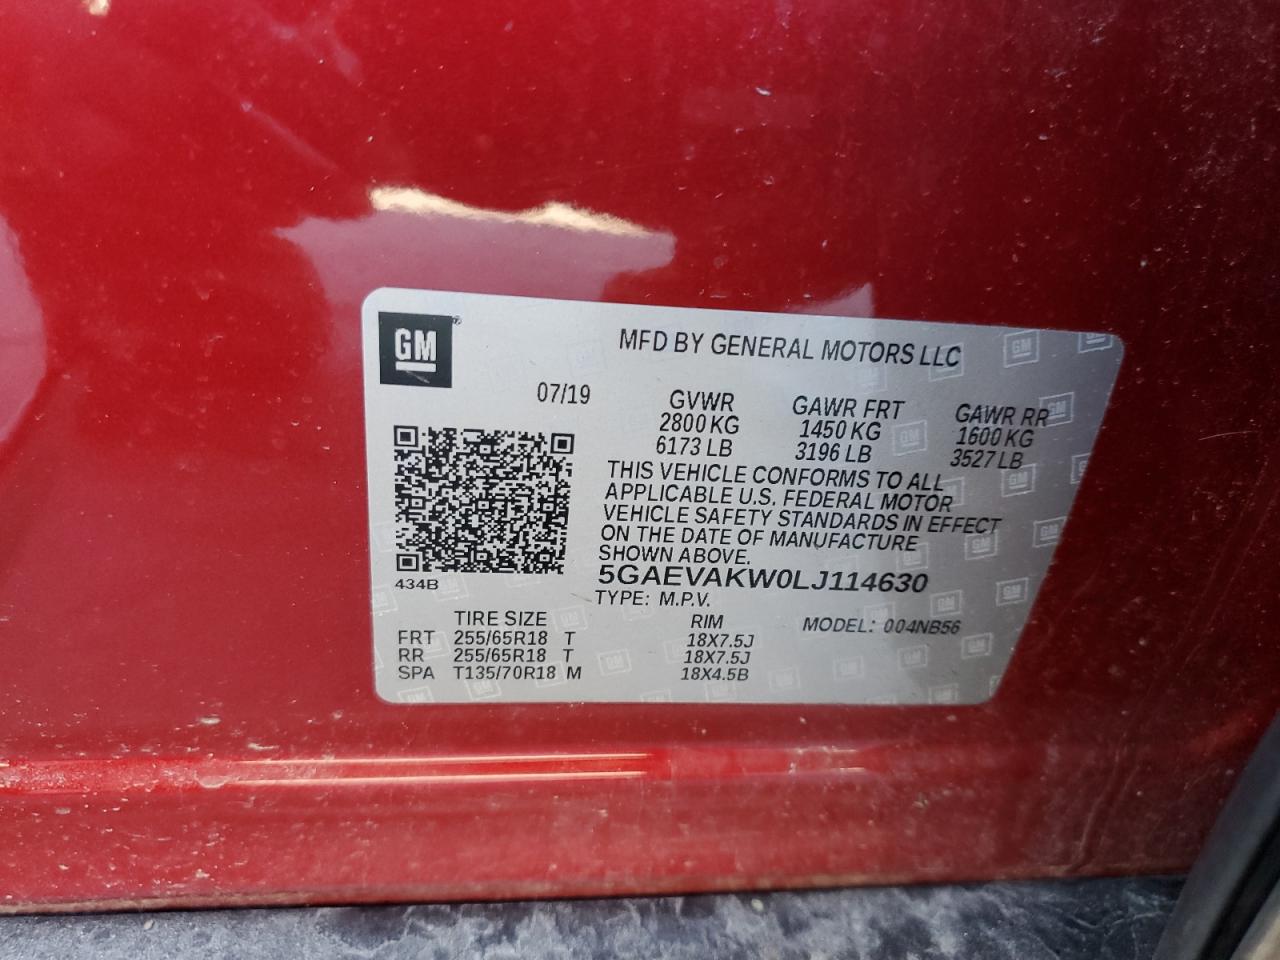 GM
MFD BY GENERAL MOTORS LLC
07/19
GVWR GAWR FRT GAWR RR
2800 KG 1450 KG 1600 KG
6173 LB 3196 LB 3527 LB
THIS VEHICLE CONFORMS TO ALL
APPLICABLE U.S. FEDERAL MOTOR
VEHICLE SAFETY STANDARDS IN EFFECT
ON THE DATE OF MANUFACTURE
SHOWN ABOVE.
434B
5GAEVAKW0LJ114630
TYPE: M.P.V.
TIRE SIZE RIM MODEL: 004NB56
FRT 255/65R18 T 18X7.5J
RR 255/65R18 T 18X7.5J
SPA T135/70R18 M 18X4.5B